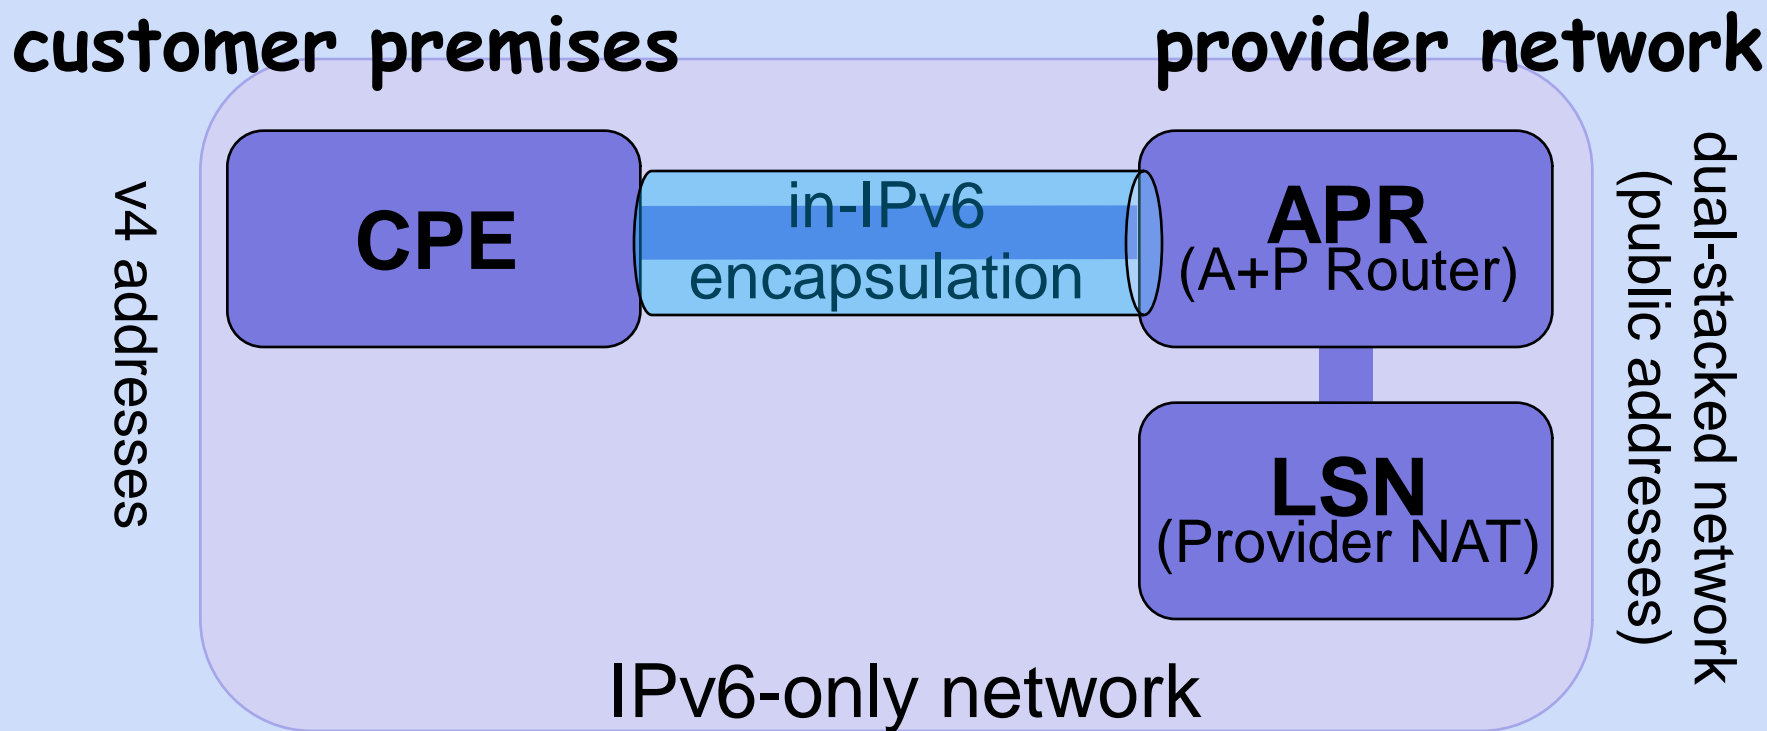 customer premises
provider network
v4 addresses
CPE
in-IPv6
encapsulation
APR
(A+P Router)
LSN
(Provider NAT)
dual-stacked network
(public addresses)
IPv6-only network